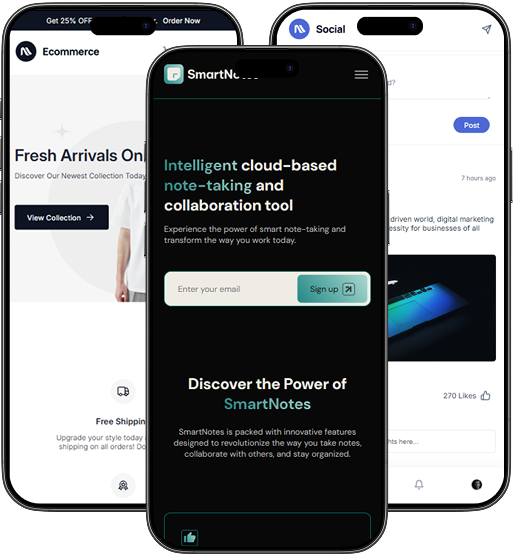 Get 25% OFF
r. Order Now
Ecommerce
Fresh Arrivals Onl
Discover Our Newest Collection Today
View Collection
Free Shippin
Upgrade your style today a
shipping on all orders! Do
SmartNotes
Intelligent cloud-based
note-taking and
collaboration tool
Experience the power of smart note-taking and
transform the way you work today.
Enter your email
Sign up
Discover the Power of
SmartNotes
SmartNotes is packed with innovative features
designed to revolutionize the way you take notes,
collaborate with others, and stay organized.
Social
d?
Post
7 hours ago
driven world, digital marketing
essity for businesses of all
270 Likes
hts here...